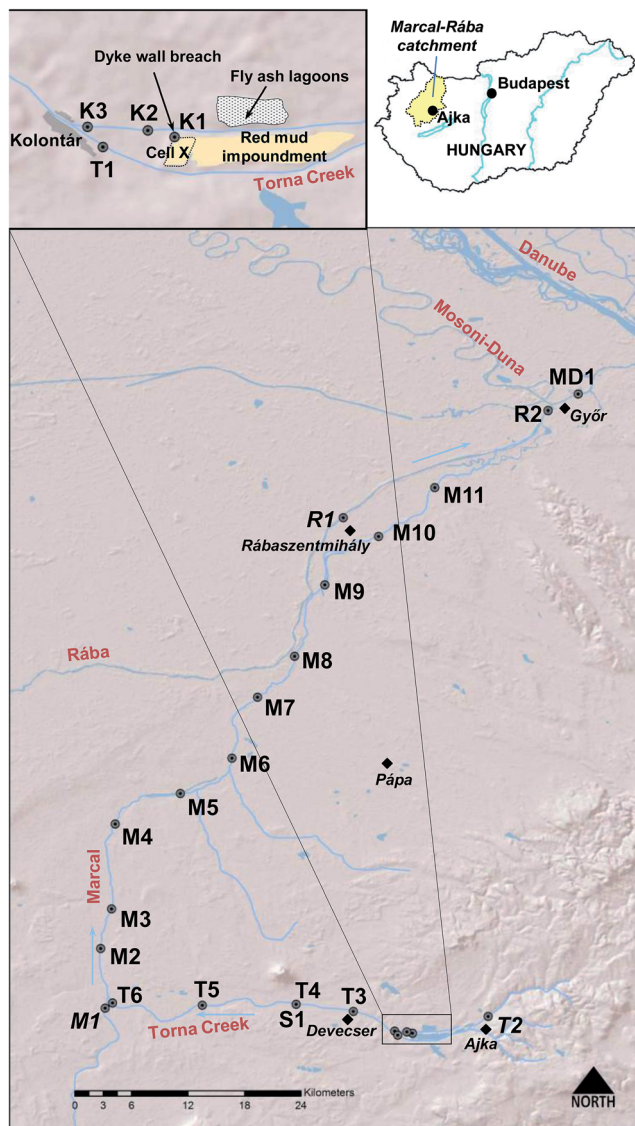 Dyke wall breach
Fly ash lagoons
K3
K2
K1
Kolontár
T1
Cell X
Red mud
impoundment
Torna Creek
Marcal-Rába
catchment
Budapest
Ajka
HUNGARY
Danube
Mosoni-Duna
MD1
R2
Győr
M11
R1
Rábaszentmihály
M10
M9
M8
Rába
M7
M6
Pápa
M5
M4
Marcal
M3
M2
M1
T6
T5
T4
S1
T3
Devecser
T2
Ajka
Torna Creek
Kilometers
0 3 6 12 18 24
NORTH